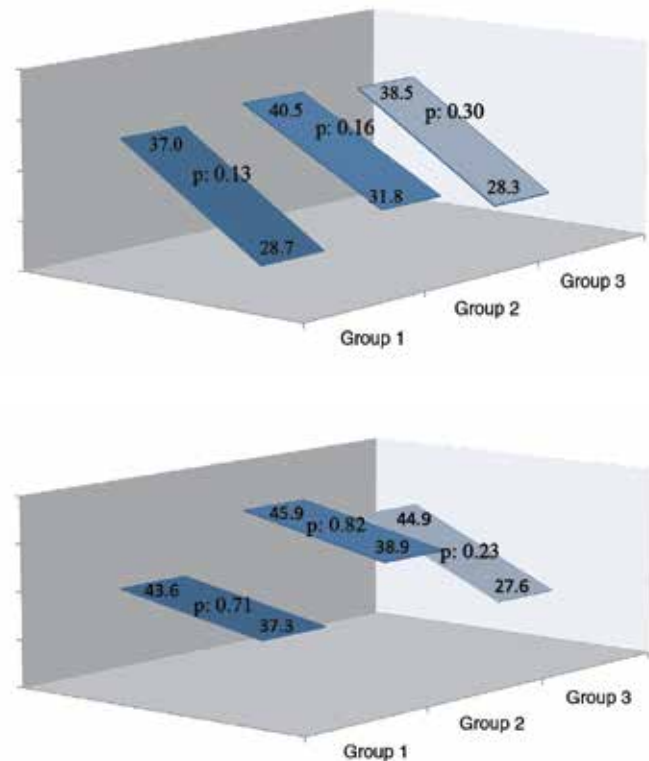 38.5
40.5
p: 0.30
37.0
p: 0.16
p: 0.13
28.3
31.8
28.7
Group 3
Group 2
Group 1
45.9
44.9
p: 0.82
38.9
p: 0.23
43.6
27.6
p: 0.71
37.3
Group 3
Group 2
Group 1